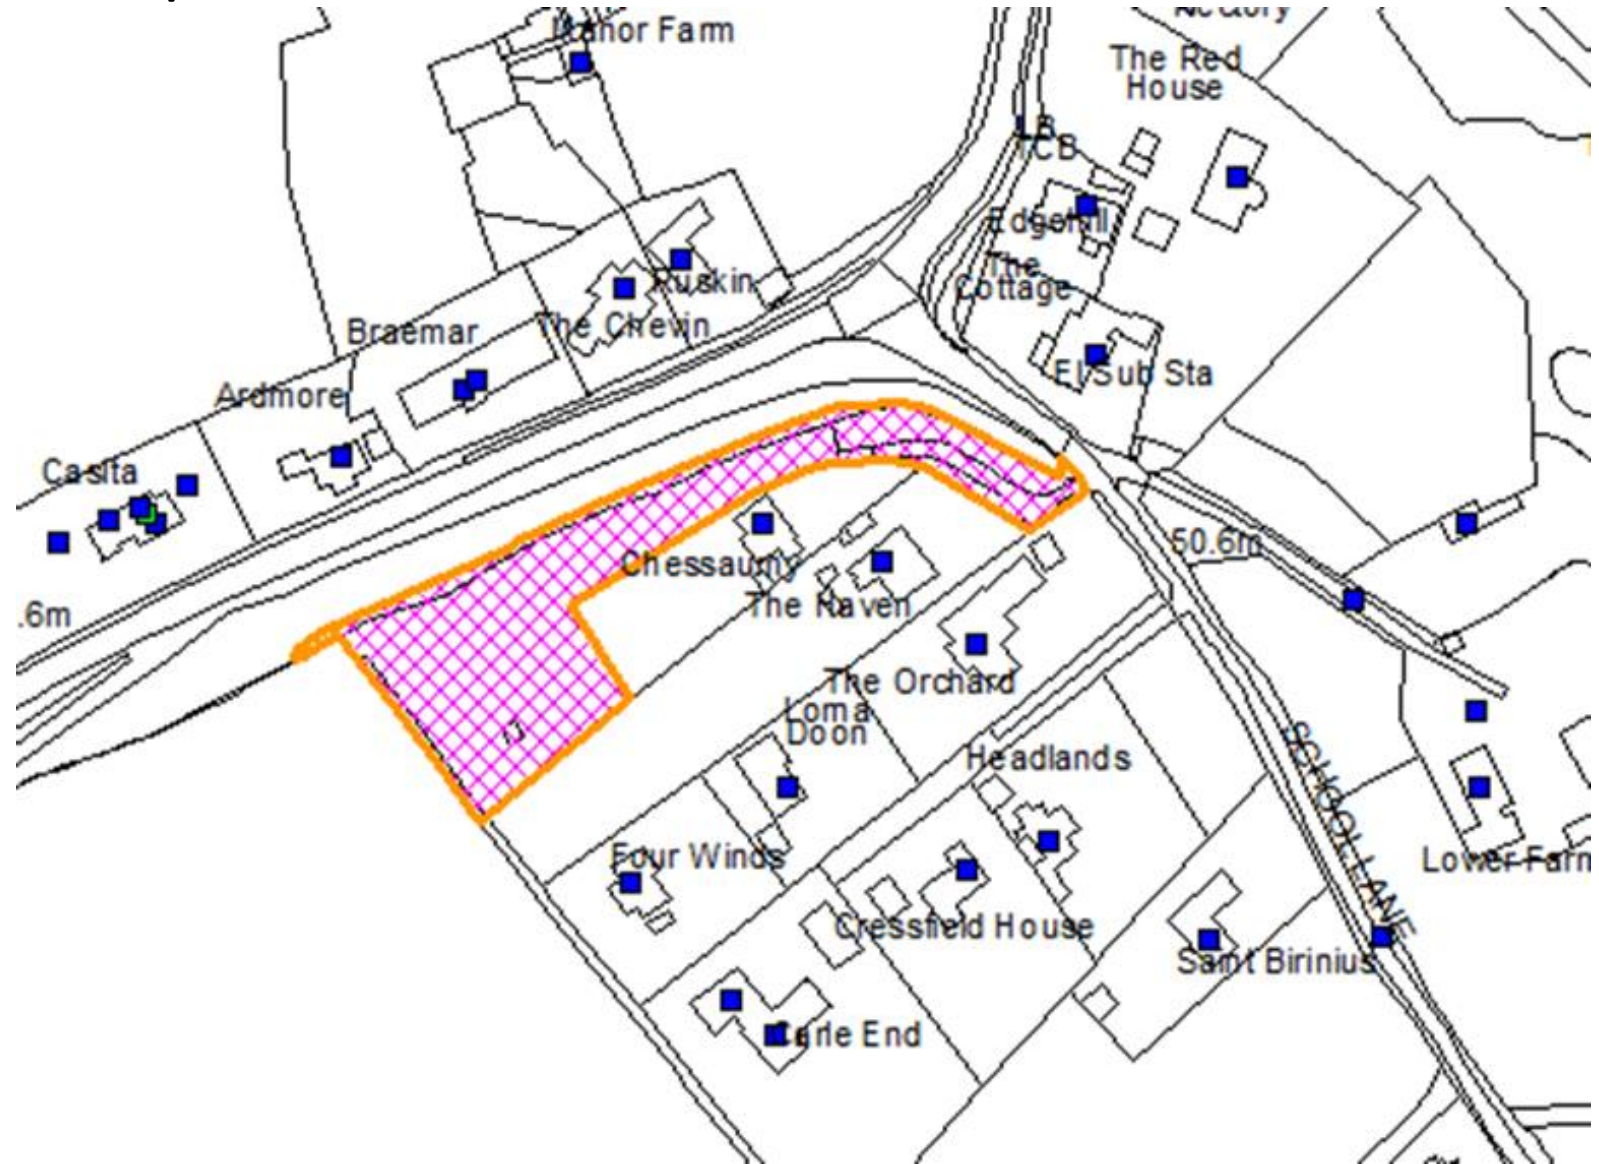 Manor Farm
Rectory
The Red
House
LB
TCB
Edgehill
The
Cottage
Ruskin
The Chevin
Braemar
El Sub Sta
Ardmore
Casita
50.6m
Chessaumy
The Raven
.6m
The Orchard
Lorna
Doon
Headlands
SCHOOL LANE
Four Winds
Lower Farm
Cressfield House
Saint Birinius
End